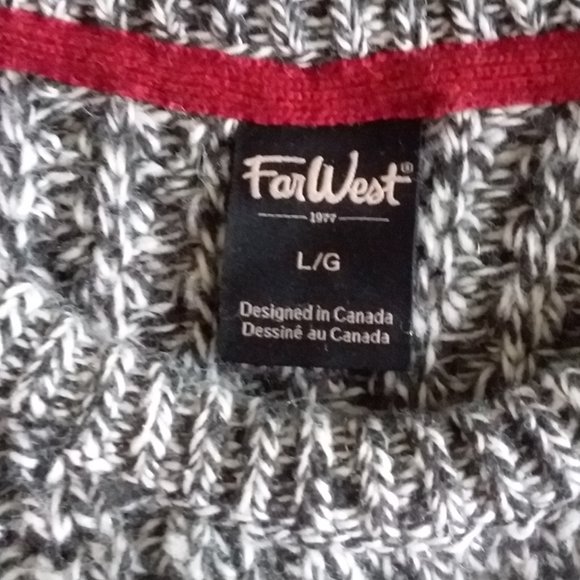 FarWest
1977
L/G
Designed in Canada
Dessiné au Canada